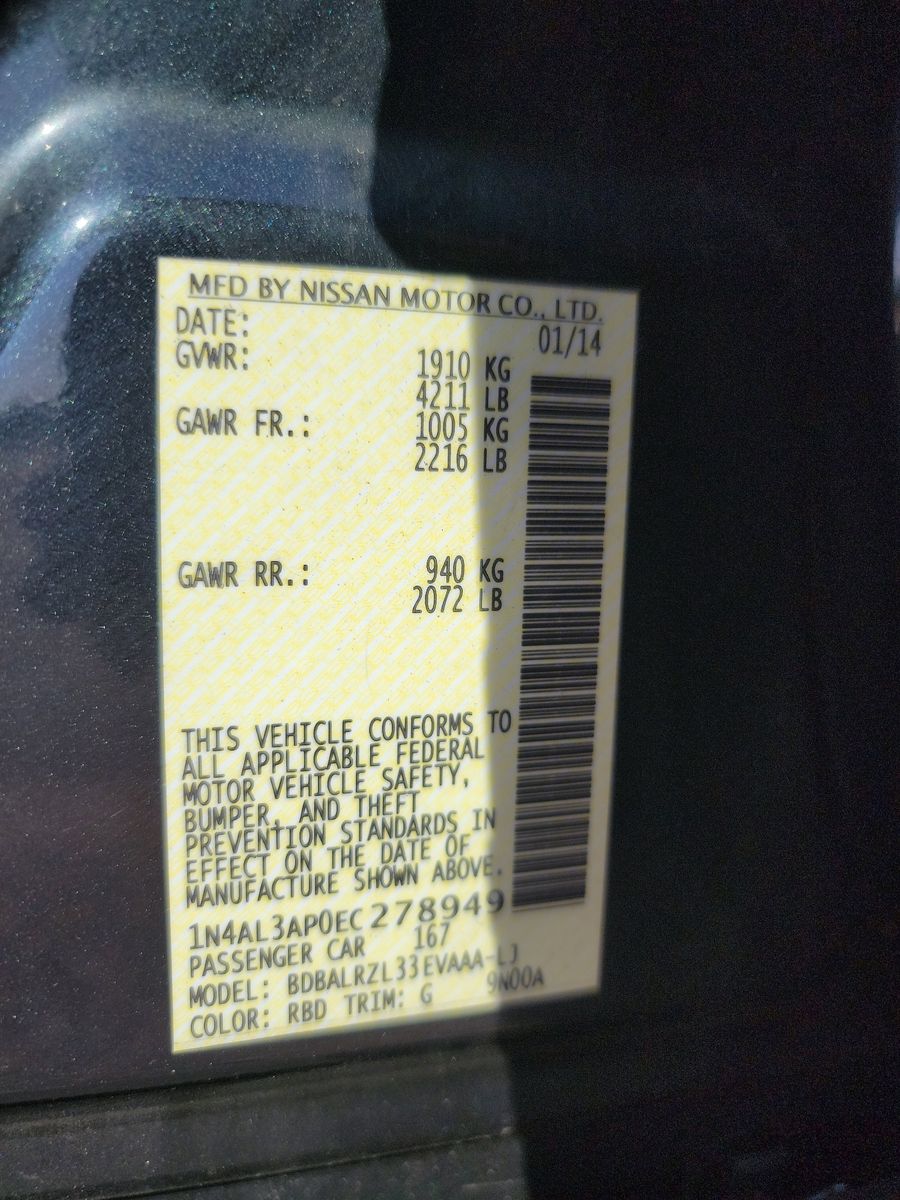 MFD BY NISSAN MOTOR CO., LTD.
DATE: 01/14
GVWR: 1910 KG
4211 LB
GAWR FR.: 1005 KG
2216 LB
GAWR RR.: 940 KG
2072 LB
THIS VEHICLE CONFORMS TO
ALL APPLICABLE FEDERAL
MOTOR VEHICLE SAFETY,
BUMPER, AND THEFT
PREVENTION STANDARDS IN
EFFECT ON THE DATE OF
MANUFACTURE SHOWN ABOVE.
1N4AL3AP0EC278949
PASSENGER CAR 167
MODEL: BDBALRZL33EVAAA-LJ
COLOR: RBD TRIM: G 9N00A